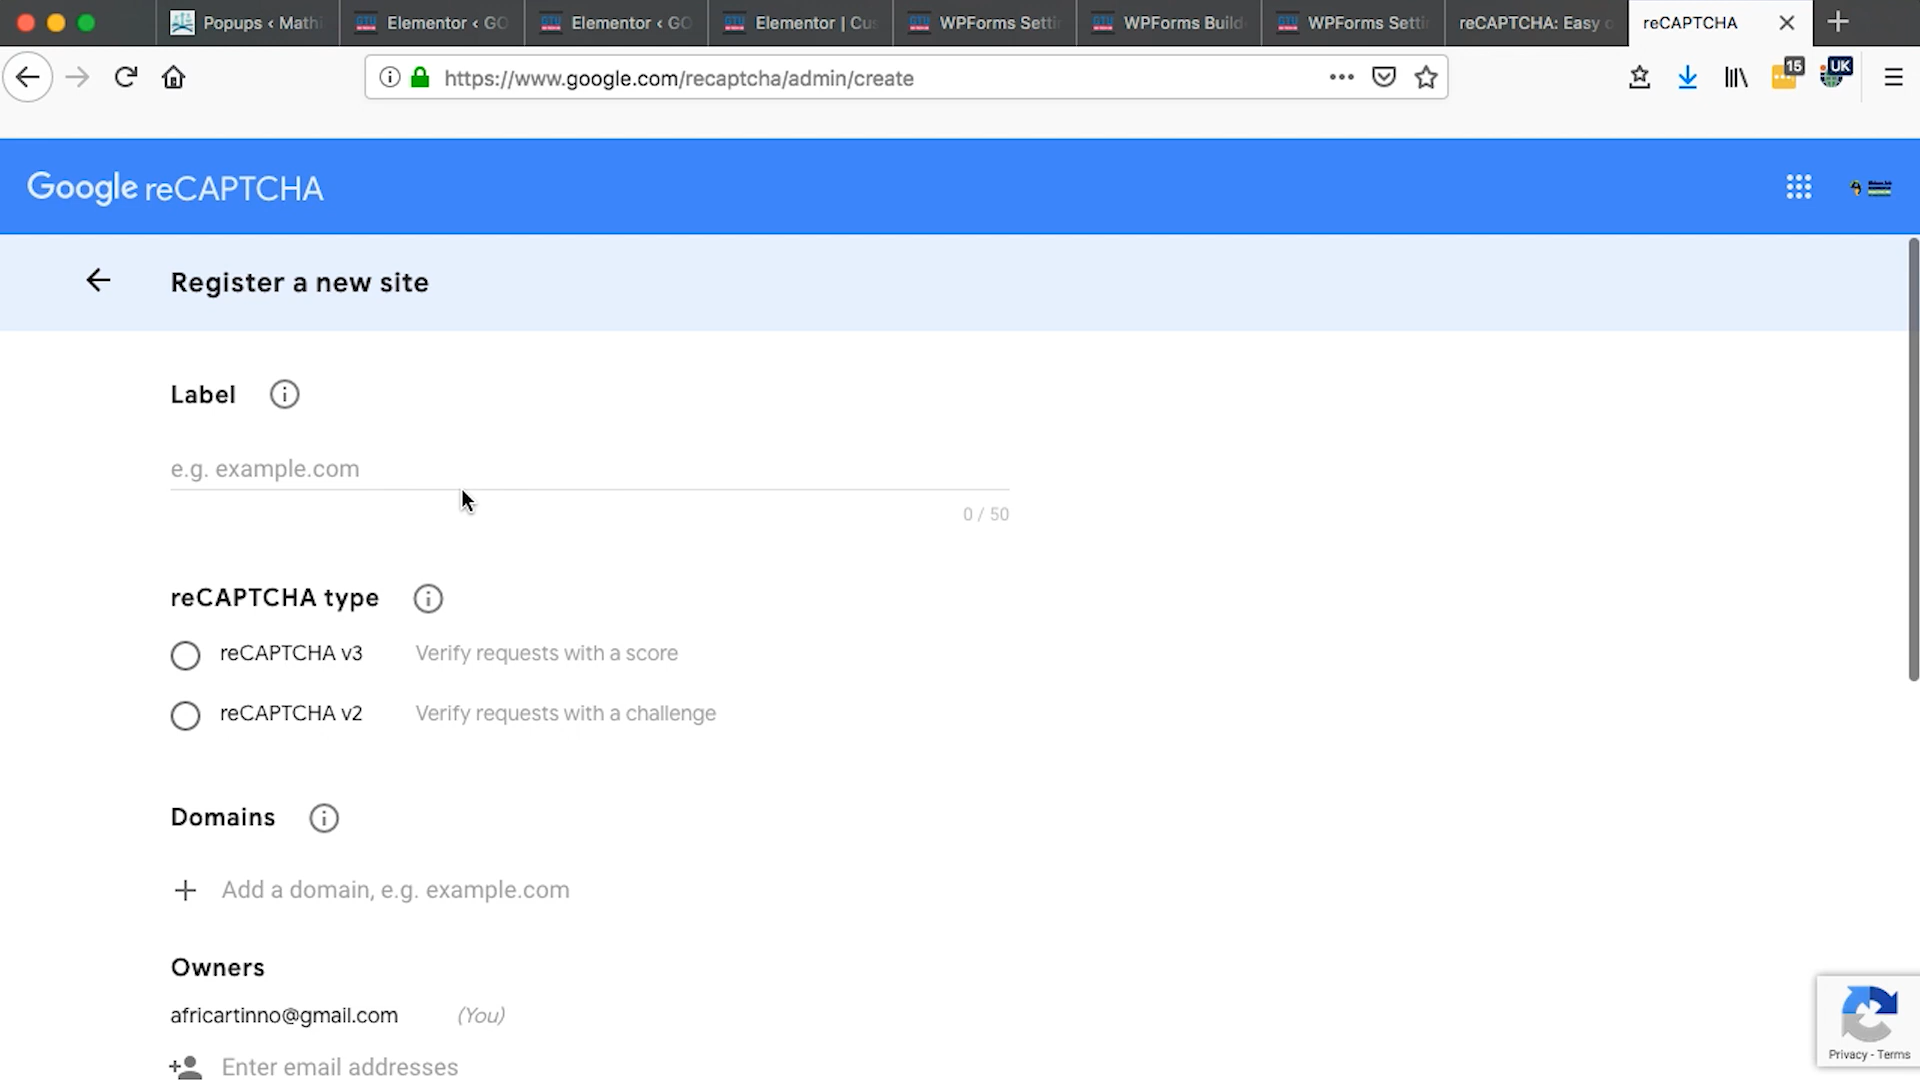 Popups ‹ Mathi
Elementor ‹ GO
Elementor ‹ GO
Elementor | Cus
WPForms Setti
WPForms Build
WPForms Setti
reCAPTCHA: Easy o
reCAPTCHA
https://www.google.com/recaptcha/admin/create
15
UK
Google reCAPTCHA
Register a new site
Label
e.g. example.com
0 / 50
reCAPTCHA type
reCAPTCHA v3 Verify requests with a score
reCAPTCHA v2 Verify requests with a challenge
Domains
Add a domain, e.g. example.com
Owners
africartinno@gmail.com (You)
Enter email addresses
Privacy - Terms